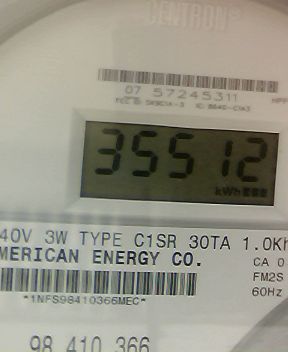 CENTRON®
07 57245311
35512
kWh
40V 3W TYPE C1SR 30TA 1.0Kh
MERICAN ENERGY CO.
CA 0
FM2S
60Hz
*1NFS98410366MEC*
98 410 366